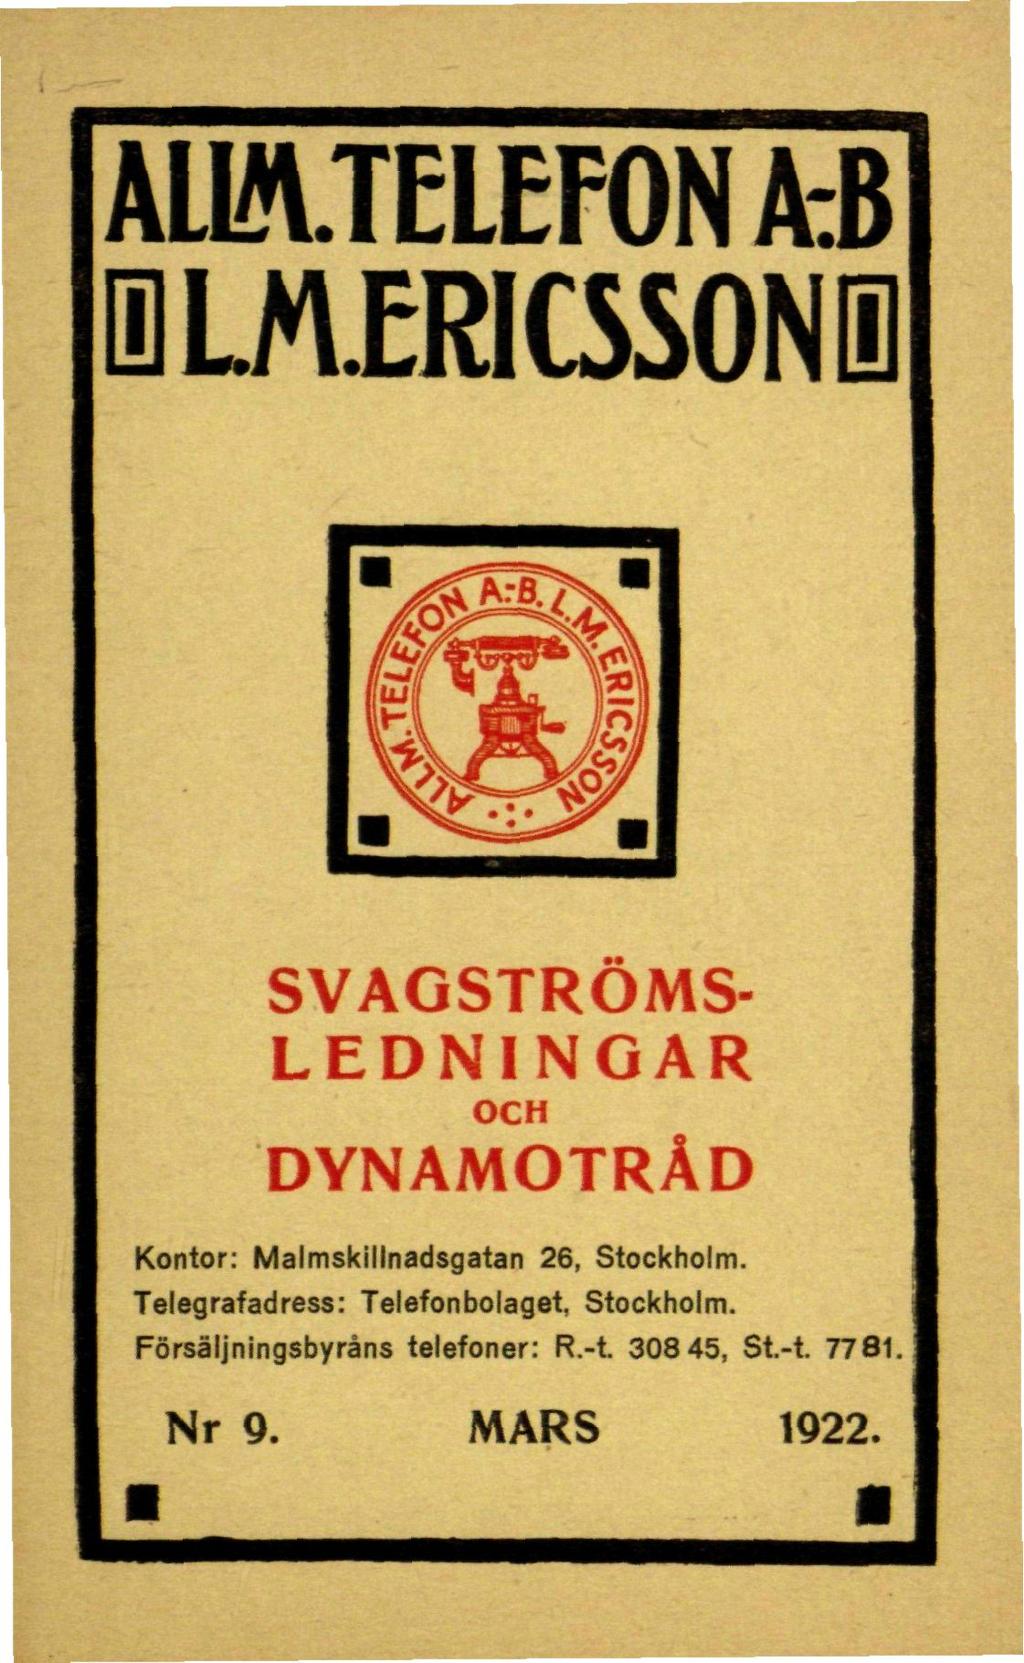 ALLM. TELEFON A.-B
L.M. ERICSSON
ALLM. TELEFON A.-B. L.M. ERICSSON
SVAGSTRÖMS-
LEDNINGAR
OCH
DYNAMOTRÅD
Kontor: Malmskillnadsgatan 26, Stockholm.
Telegrafadress: Telefonbolaget, Stockholm.
Försäljningsbyråns telefoner: R.-t. 308 45, St.-t. 77 81.
Nr 9. MARS 1922.